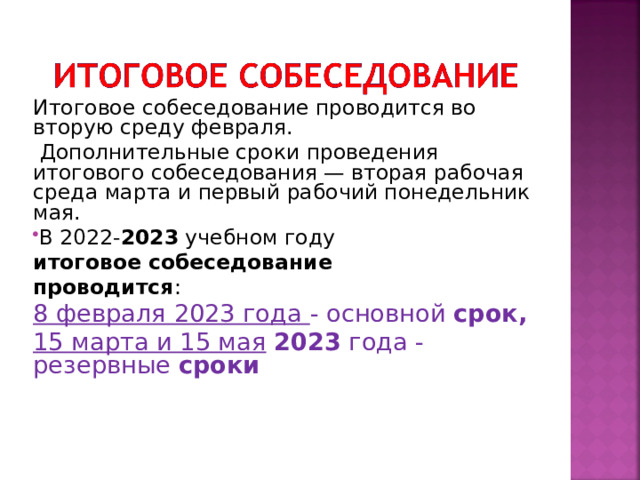 ИТОГОВОЕ СОБЕСЕДОВАНИЕ
Итоговое собеседование проводится во
вторую среду февраля.
Дополнительные сроки проведения
итогового собеседования — вторая рабочая
среда марта и первый рабочий понедельник
мая.
•В 2022-2023 учебном году
итоговое собеседование
проводится:
8 февраля 2023 года - основной срок,
15 марта и 15 мая 2023 года -
резервные сроки